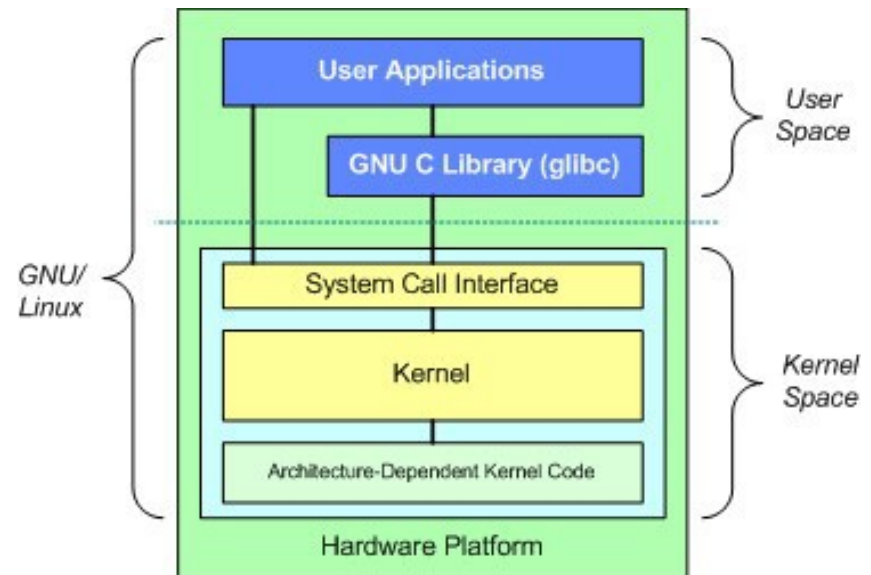 User Applications
GNU C Library (glibc)
User
Space
GNU/
Linux
System Call Interface
Kernel
Kernel
Space
Architecture-Dependent Kernel Code
Hardware Platform